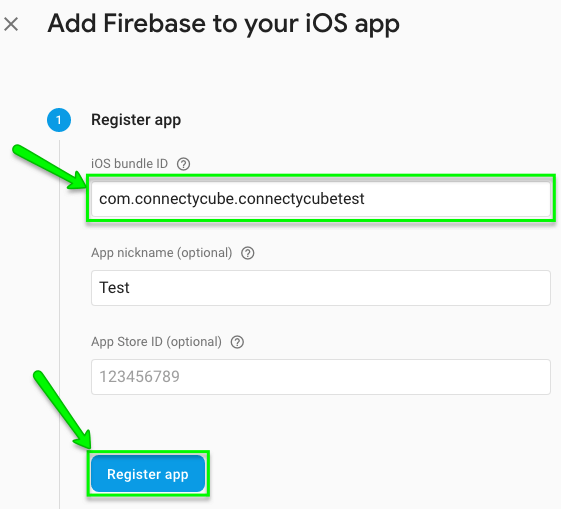 Add Firebase to your iOS app
1
Register app
iOS bundle ID
com.connectycube.connectycubetest
App nickname (optional)
Test
App Store ID (optional)
123456789
Register app